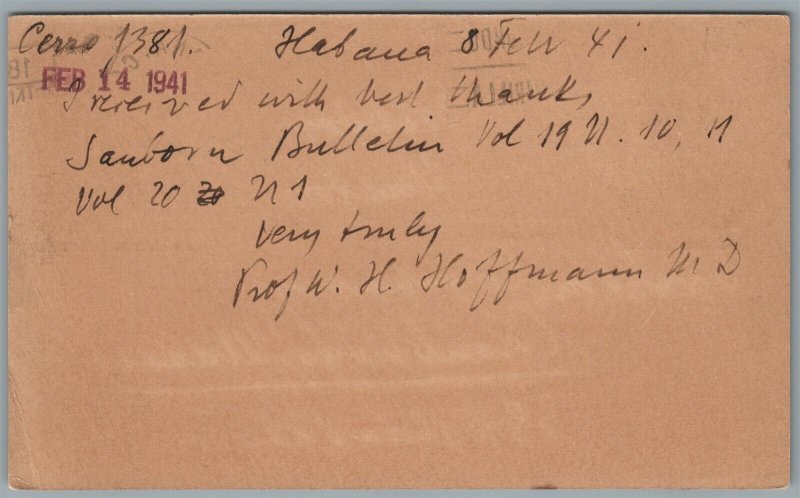 Cerro 1381. Habana 8 Febr 41.
FEB 14 1941
I received with best thanks
Sanborn Bulletin Vol 19 N. 10, 11
Vol 20 N 1
Very truly
Prof W. H. Hoffmann M D